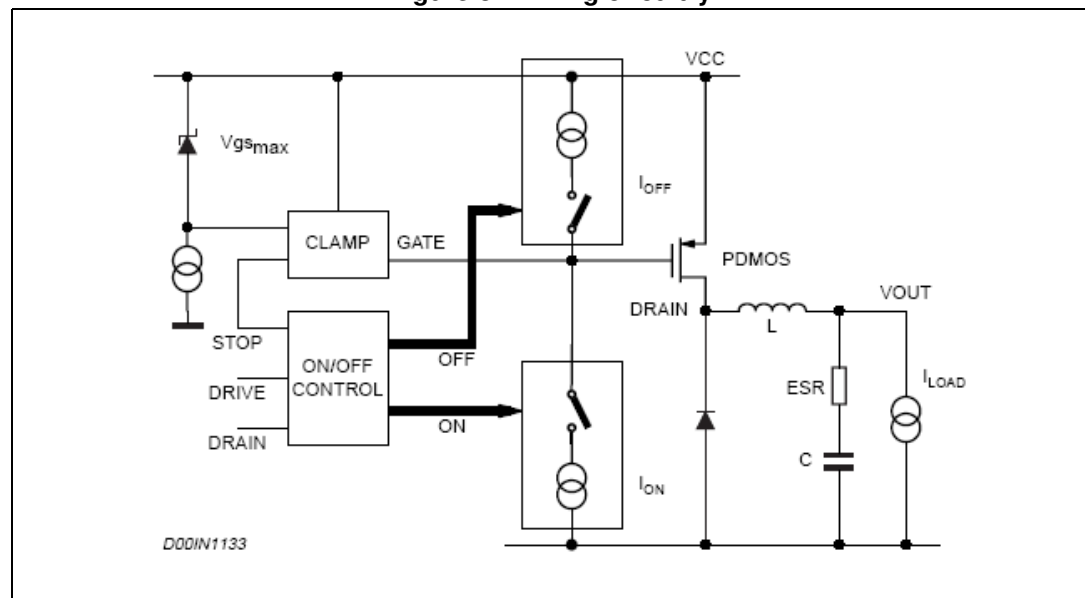 VCC
Vgsmax
IOFF
CLAMP
GATE
PDMOS
DRAIN
VOUT
L
STOP
OFF
ON/OFF
CONTROL
ESR
ILOAD
DRIVE
ON
DRAIN
C
ION
D00IN1133